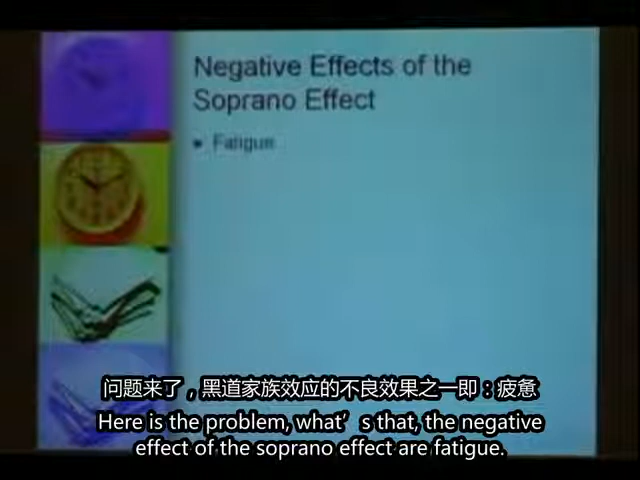 Negative Effects of the
Soprano Effect
► Fatigue
问题来了，黑道家族效应的不良效果之一即：疲惫
Here is the problem, what's that, the negative
effect of the soprano effect are fatigue.